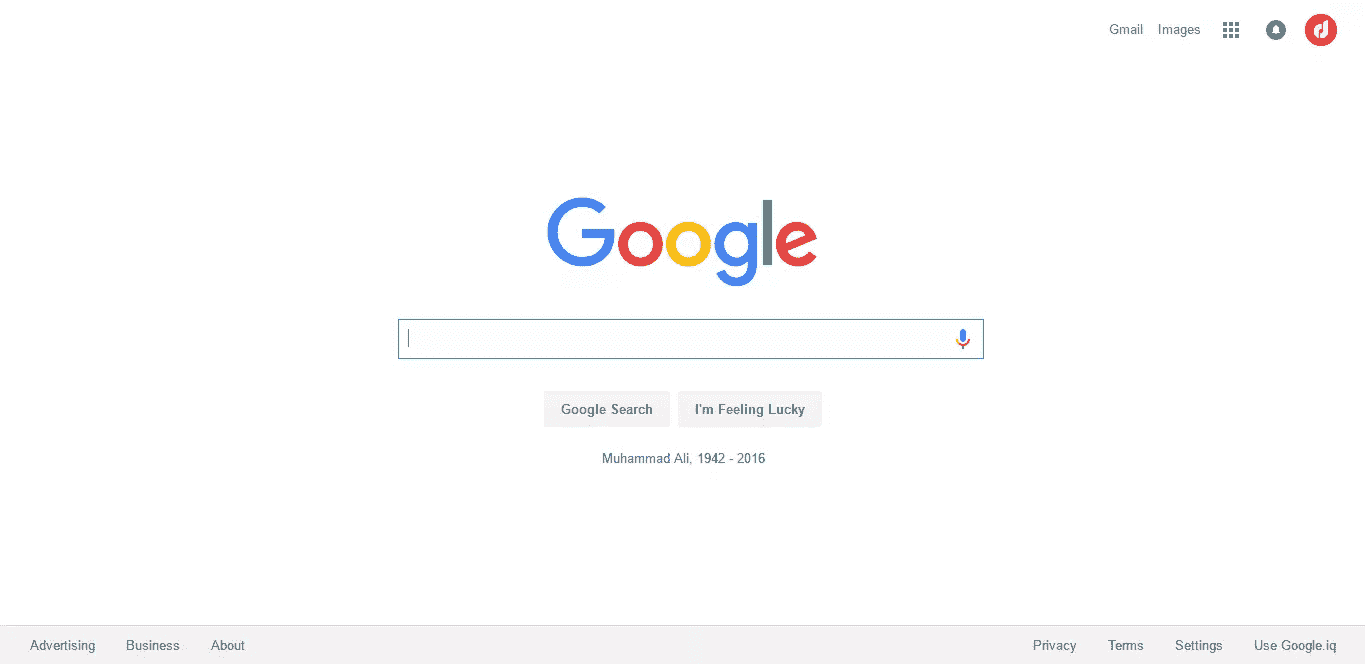 Gmail Images
Google
Google Search I'm Feeling Lucky
Muhammad Ali, 1942 - 2016
Advertising Business About Privacy Terms Settings Use Google.iq